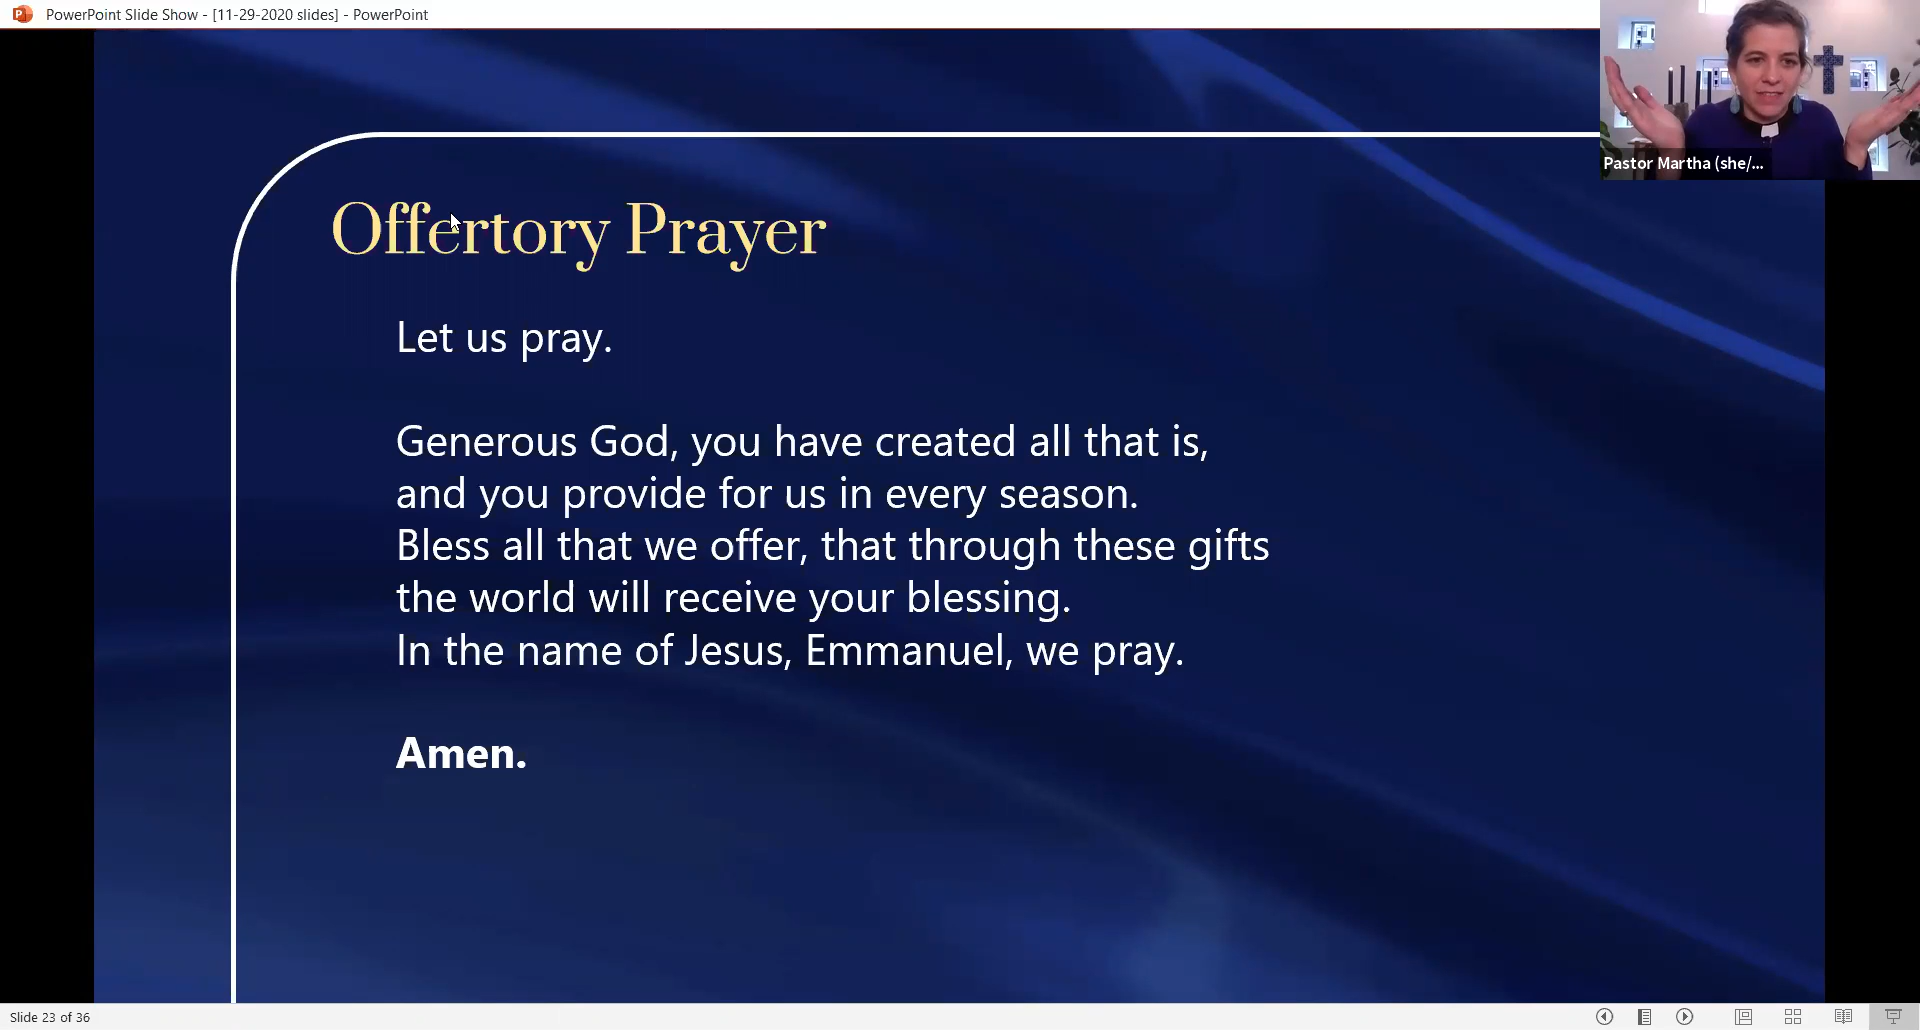 PowerPoint Slide Show - [11-29-2020 slides] - PowerPoint
Pastor Martha (she/...
Offertory Prayer
Let us pray.
Generous God, you have created all that is,
and you provide for us in every season.
Bless all that we offer, that through these gifts
the world will receive your blessing.
In the name of Jesus, Emmanuel, we pray.
Amen.
Slide 23 of 36